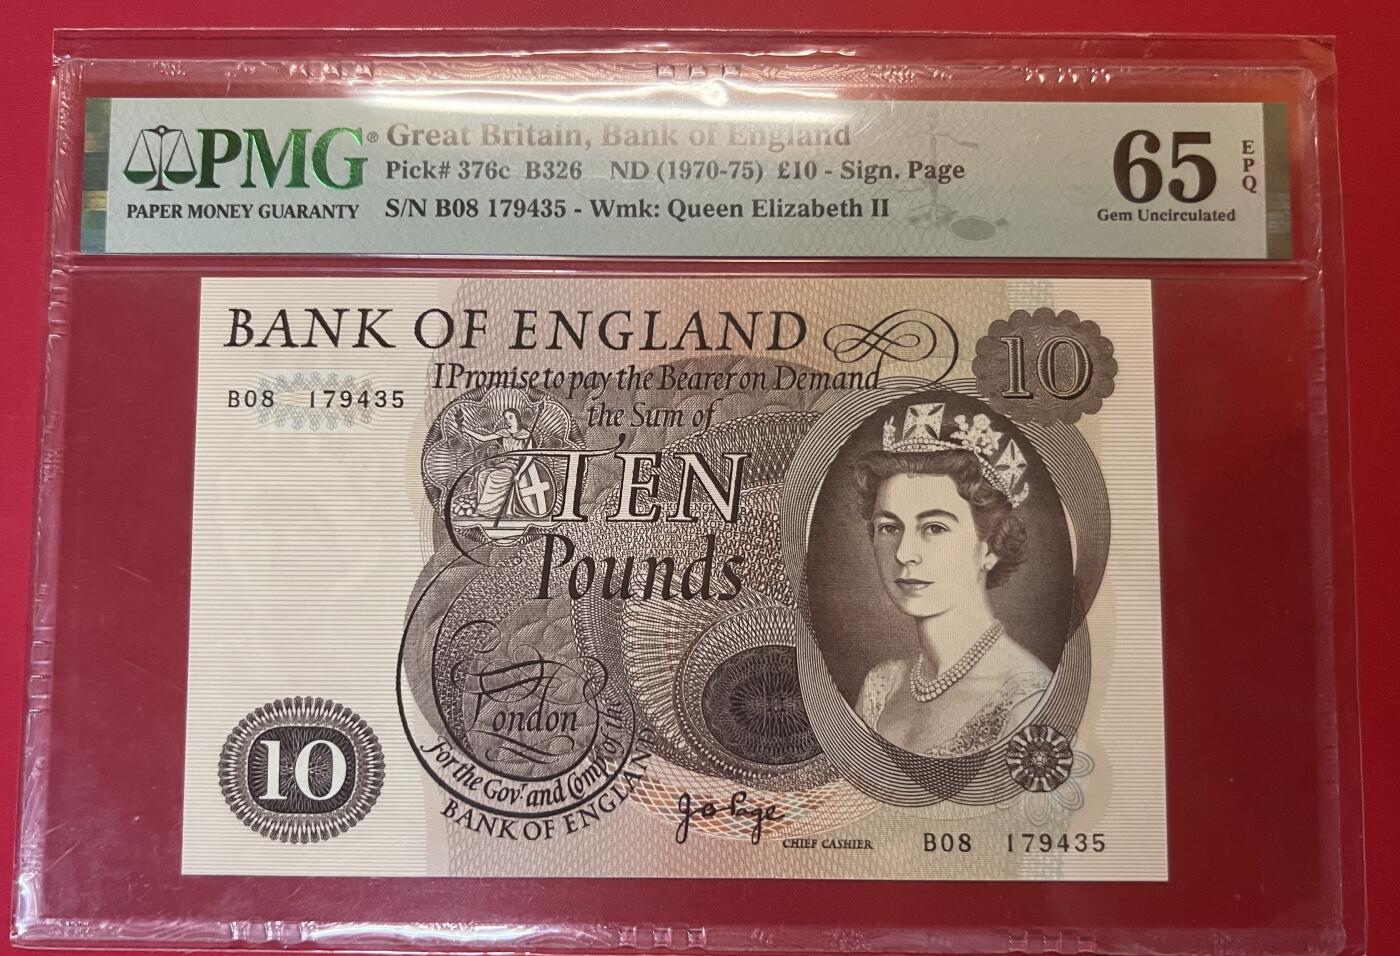 PMG®
PAPER MONEY GUARANTY
Great Britain, Bank of England
Pick# 376c B326 ND (1970-75) £10 - Sign. Page
S/N B08 179435 - Wmk: Queen Elizabeth II
65
EPQ
Gem Uncirculated
BANK OF ENGLAND
10
I Promise to pay the Bearer on Demand
B08 179435
the Sum of
TEN
Pounds
London
For the Govr and Compa of the
BANK OF ENGLAND
10
J Page
CHIEF CASHIER
B08 179435